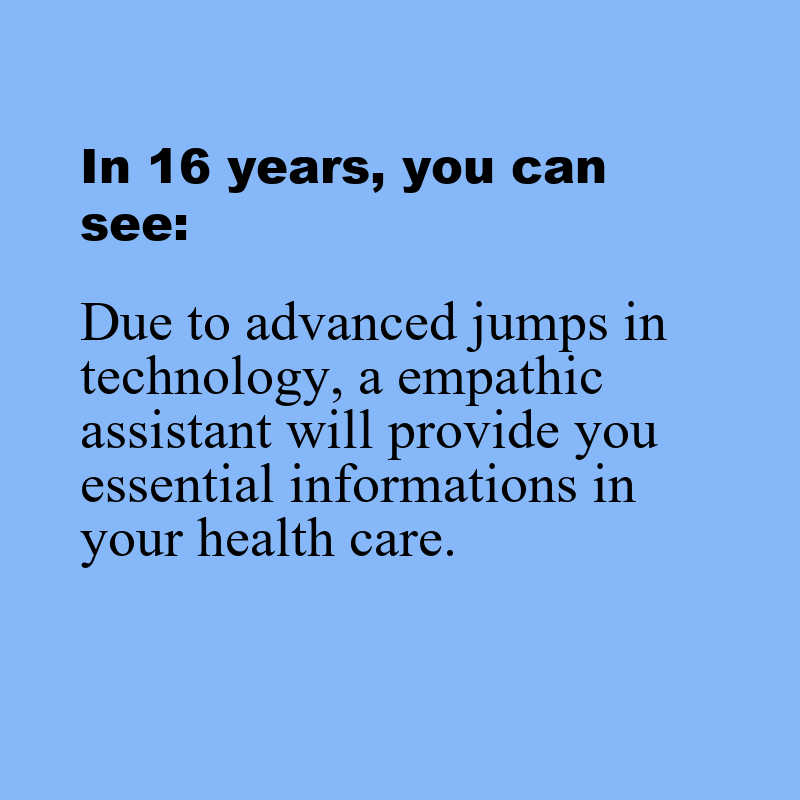 In 16 years, you can
see:
Due to advanced jumps in
technology, a empathic
assistant will provide you
essential informations in
your health care.